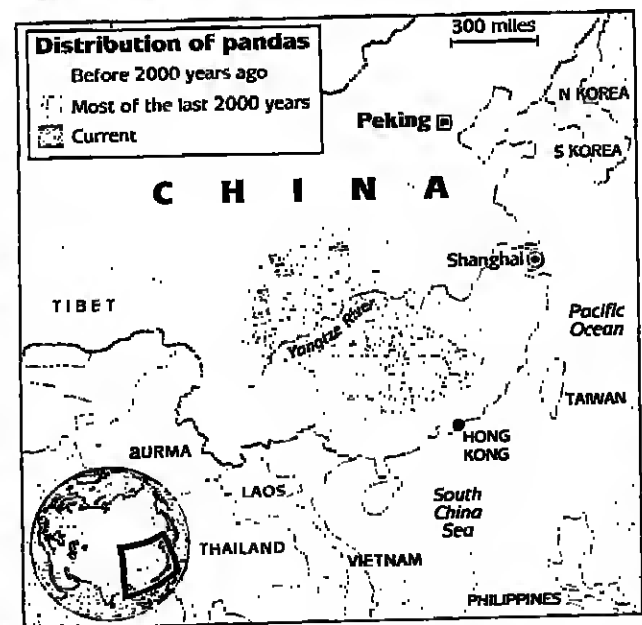 300 miles
Distribution of pandas
Before 2000 years ago
Most of the last 2000 years
Current
N KOREA
Peking
S KOREA
CHINA
Shanghai
TIBET
Yangtze River
Pacific
Ocean
TAIWAN
BURMA
HONG
KONG
LAOS
South
China
Sea
THAILAND
VIETNAM
PHILIPPINES